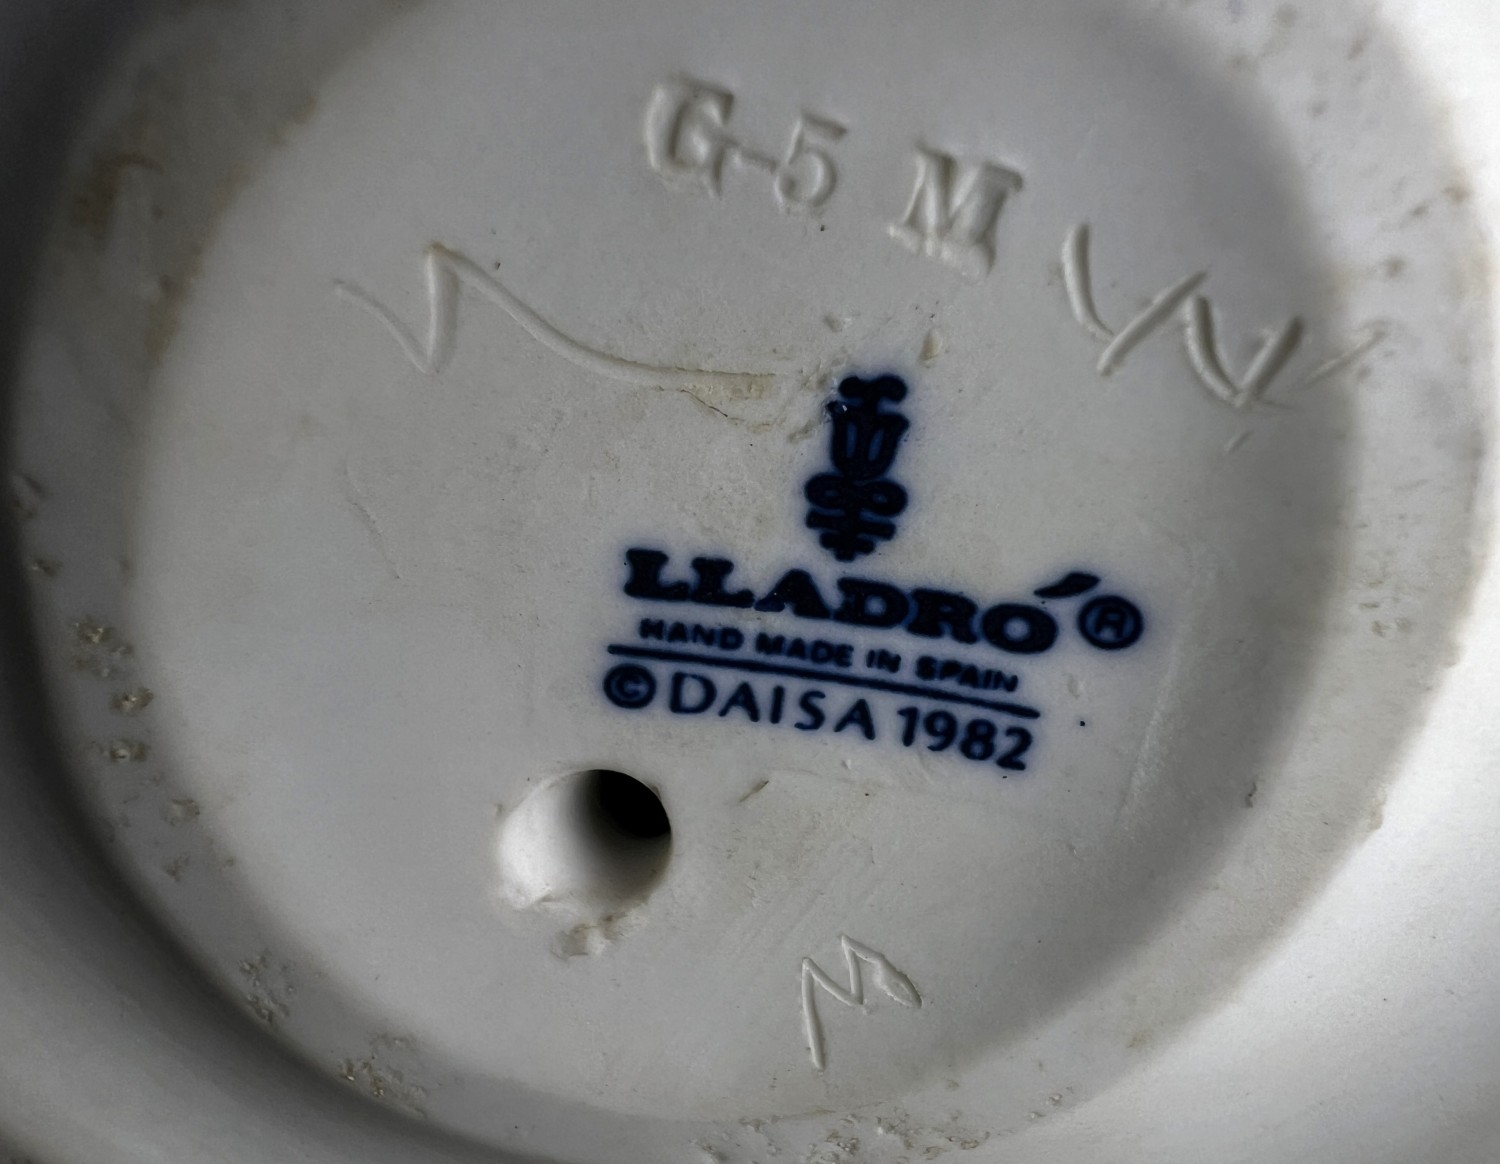 G-5 M
LLADRÓ®
HAND MADE IN SPAIN
© DAISA 1982